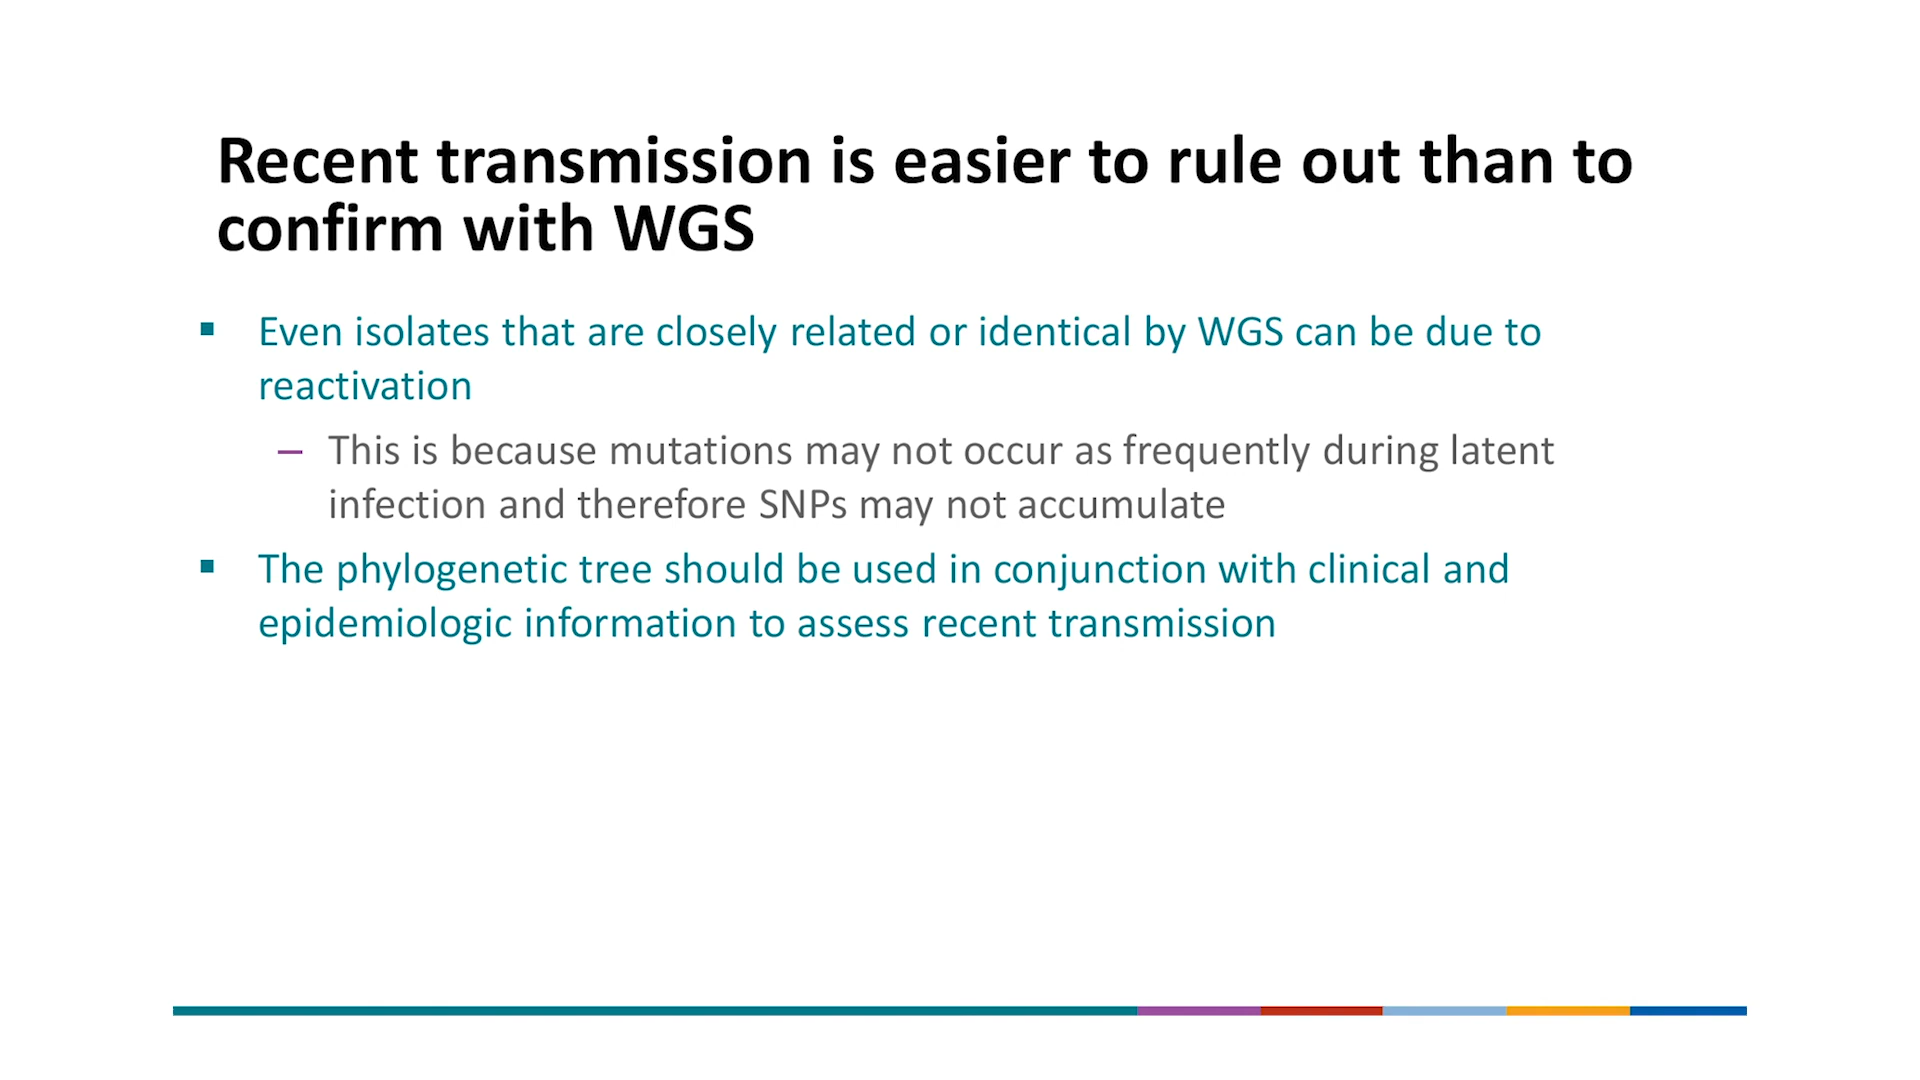 Recent transmission is easier to rule out than to
confirm with WGS
▪ Even isolates that are closely related or identical by WGS can be due to
reactivation
– This is because mutations may not occur as frequently during latent
infection and therefore SNPs may not accumulate
▪ The phylogenetic tree should be used in conjunction with clinical and
epidemiologic information to assess recent transmission